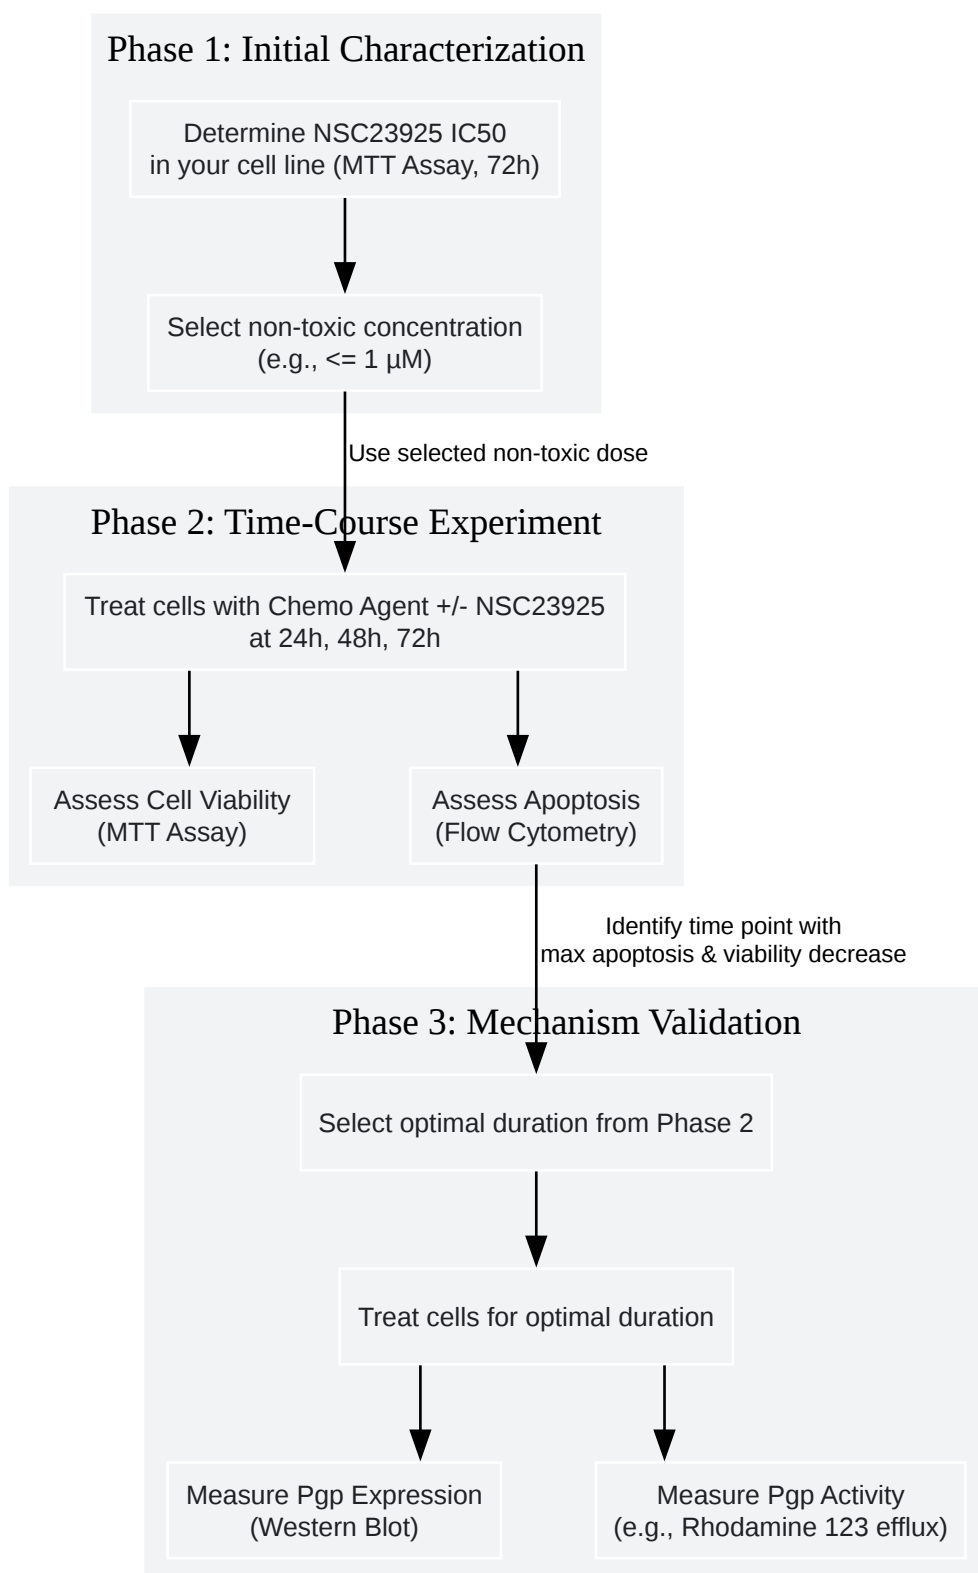 Phase 1: Initial Characterization
Determine NSC23925 IC50
in your cell line (MTT Assay, 72h)
Select non-toxic concentration
(e.g., <= 1 µM)
Use selected non-toxic dose
Phase 2: Time-Course Experiment
Treat cells with Chemo Agent +/- NSC23925
at 24h, 48h, 72h
Assess Cell Viability
(MTT Assay)
Assess Apoptosis
(Flow Cytometry)
Identify time point with
max apoptosis & viability decrease
Phase 3: Mechanism Validation
Select optimal duration from Phase 2
Treat cells for optimal duration
Measure Pgp Expression
(Western Blot)
Measure Pgp Activity
(e.g., Rhodamine 123 efflux)